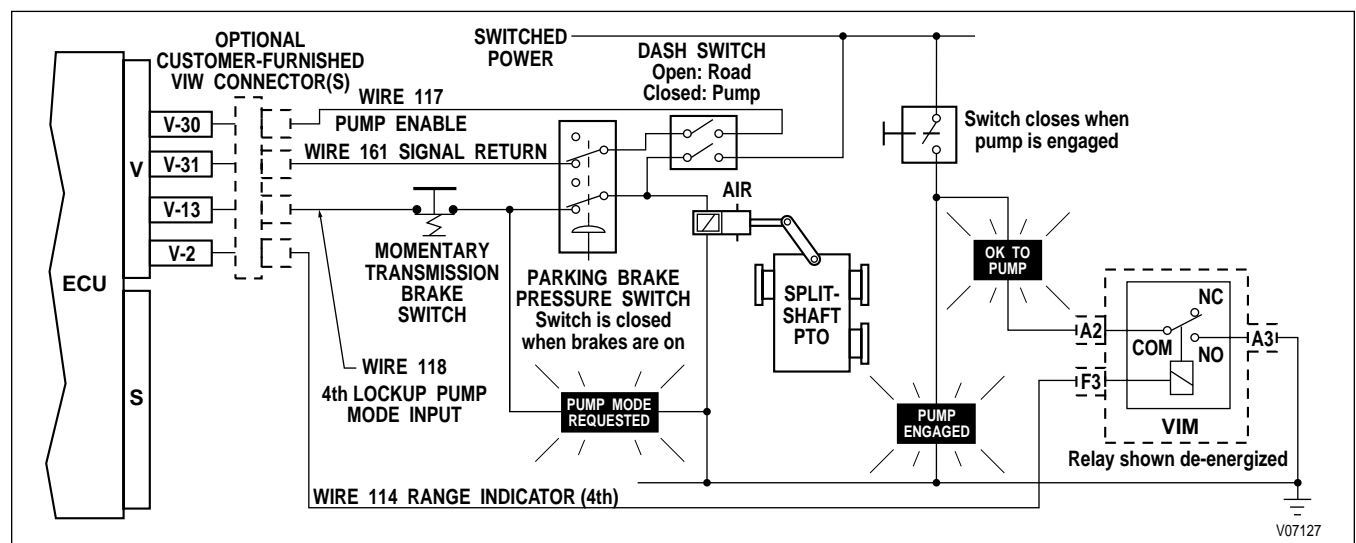 OPTIONAL
CUSTOMER-FURNISHED
VIW CONNECTOR(S)
SWITCHED
POWER
DASH SWITCH
Open: Road
Closed: Pump
WIRE 117
PUMP ENABLE
WIRE 161 SIGNAL RETURN
V-30
V-31
V-13
V-2
V
ECU
S
Switch closes when
pump is engaged
AIR
MOMENTARY
TRANSMISSION
BRAKE
SWITCH
PARKING BRAKE
PRESSURE SWITCH
Switch is closed
when brakes are on
SPLIT-
SHAFT
PTO
OK TO
PUMP
NC
A2
COM
NO
A3
F3
VIM
Relay shown de-energized
WIRE 118
4th LOCKUP PUMP
MODE INPUT
PUMP MODE
REQUESTED
PUMP
ENGAGED
WIRE 114 RANGE INDICATOR (4th)
V07127